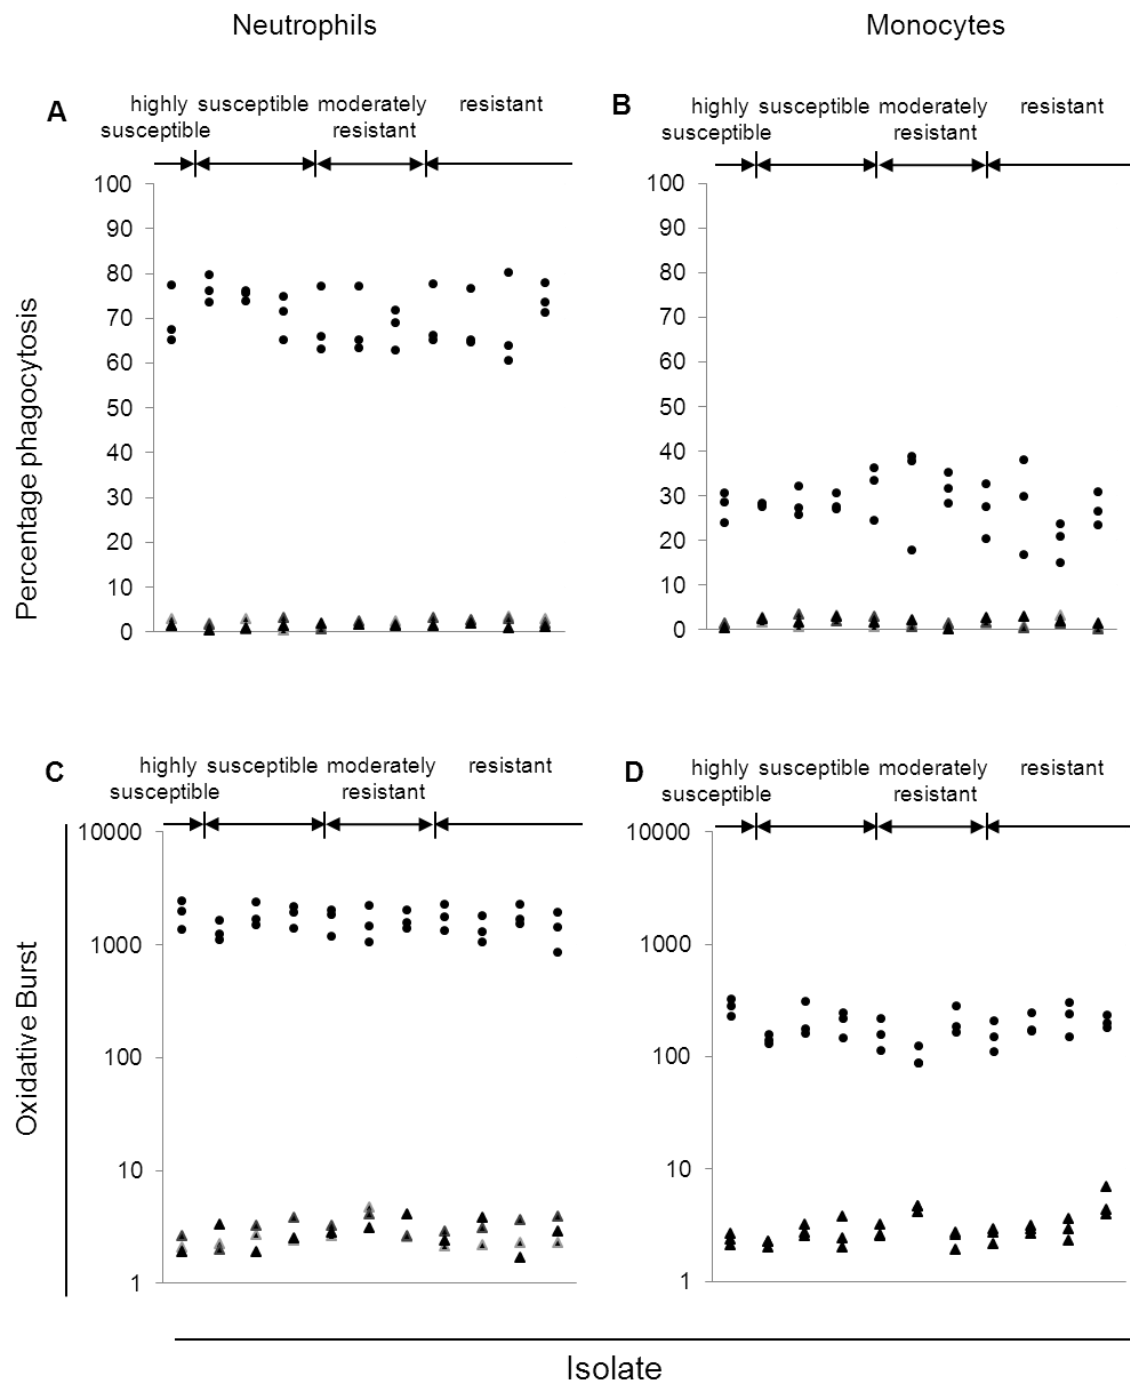 Neutrophils
Monocytes
A
highly susceptible moderately resistant
susceptible resistant
100
90
80
70
60
50
40
30
20
10
0
B
highly susceptible moderately resistant
susceptible resistant
100
90
80
70
60
50
40
30
20
10
0
Percentage phagocytosis
C
highly susceptible moderately resistant
susceptible resistant
10000
1000
100
10
1
D
highly susceptible moderately resistant
susceptible resistant
10000
1000
100
10
1
Oxidative Burst
Isolate